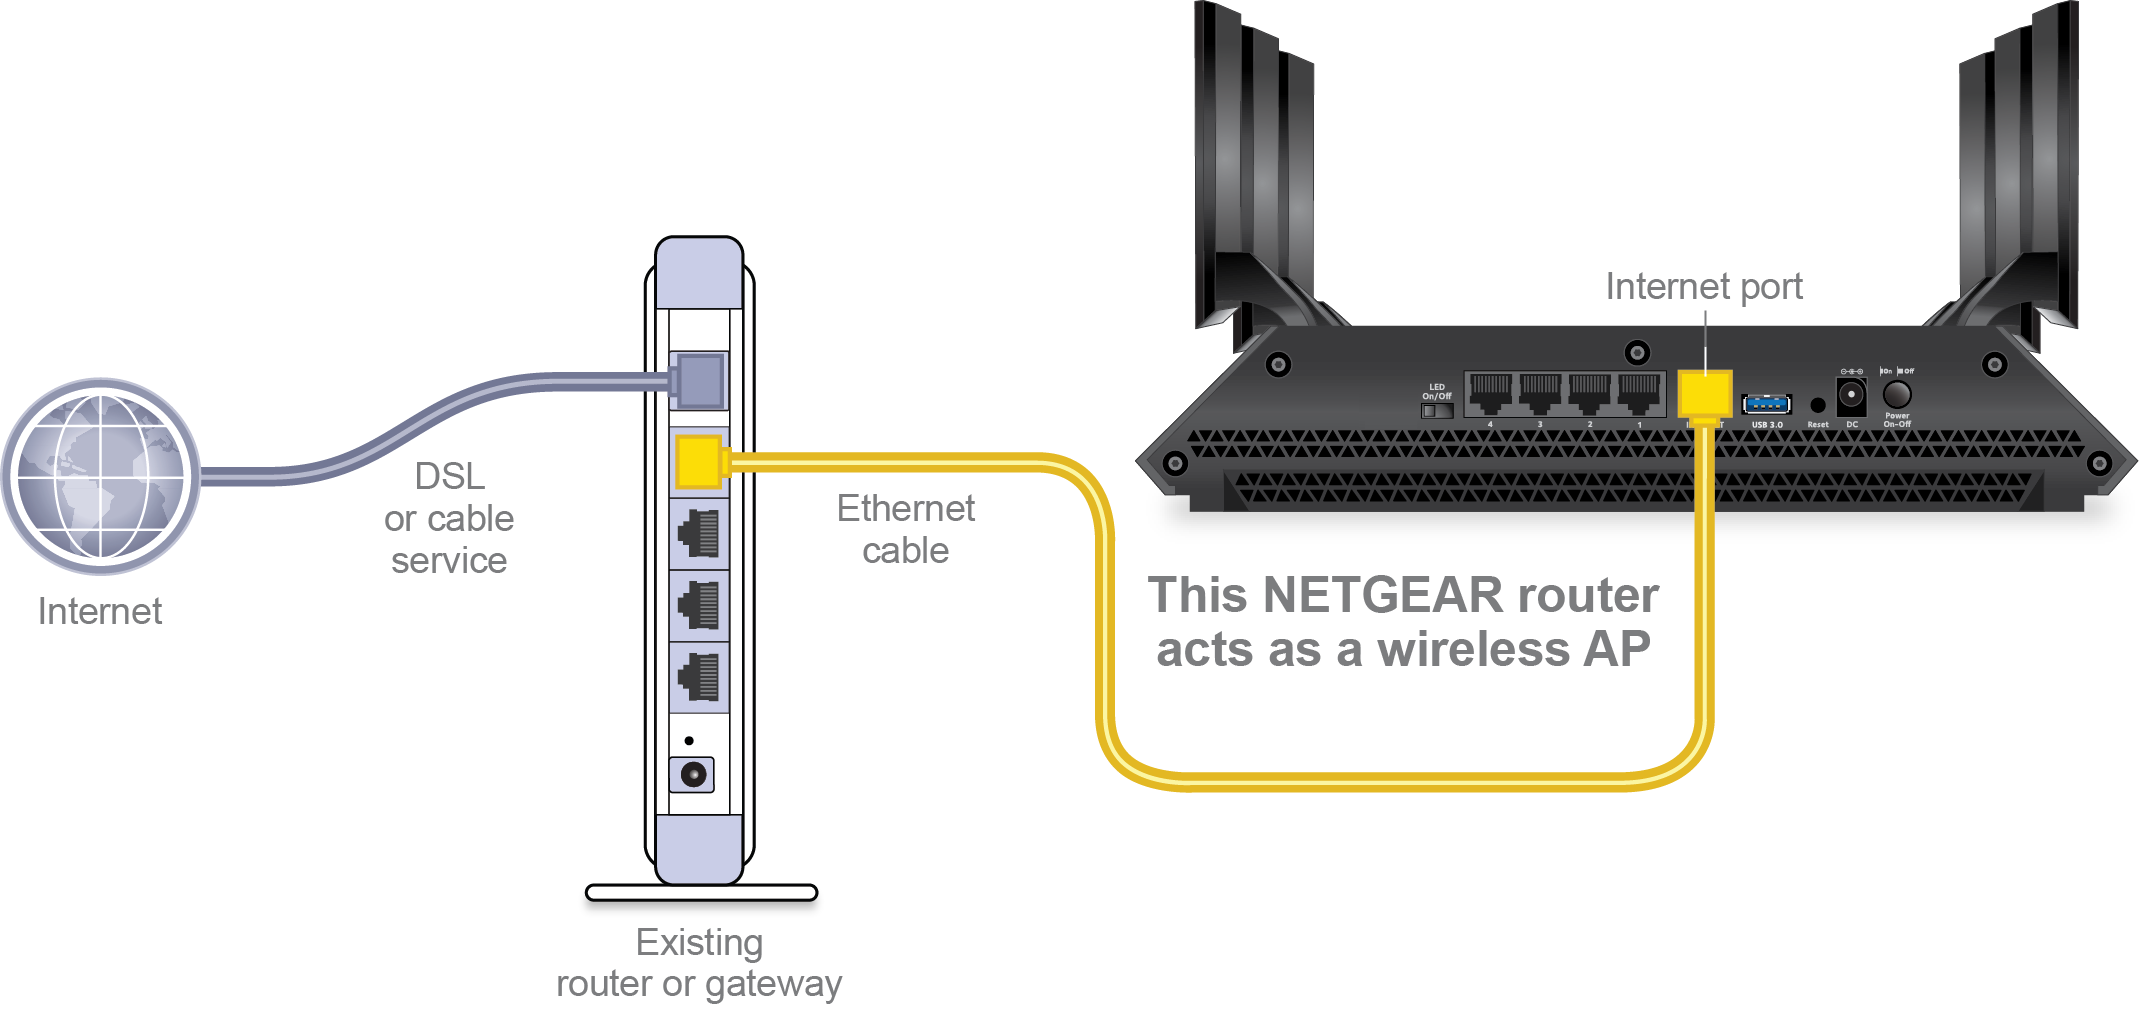 Internet port
LED
On/Off
4 3 2 1
USB 3.0
Reset
DC
On Off
Power
On-Off
DSL
or cable
service
Internet
Ethernet
cable
This NETGEAR router
acts as a wireless AP
Existing
router or gateway